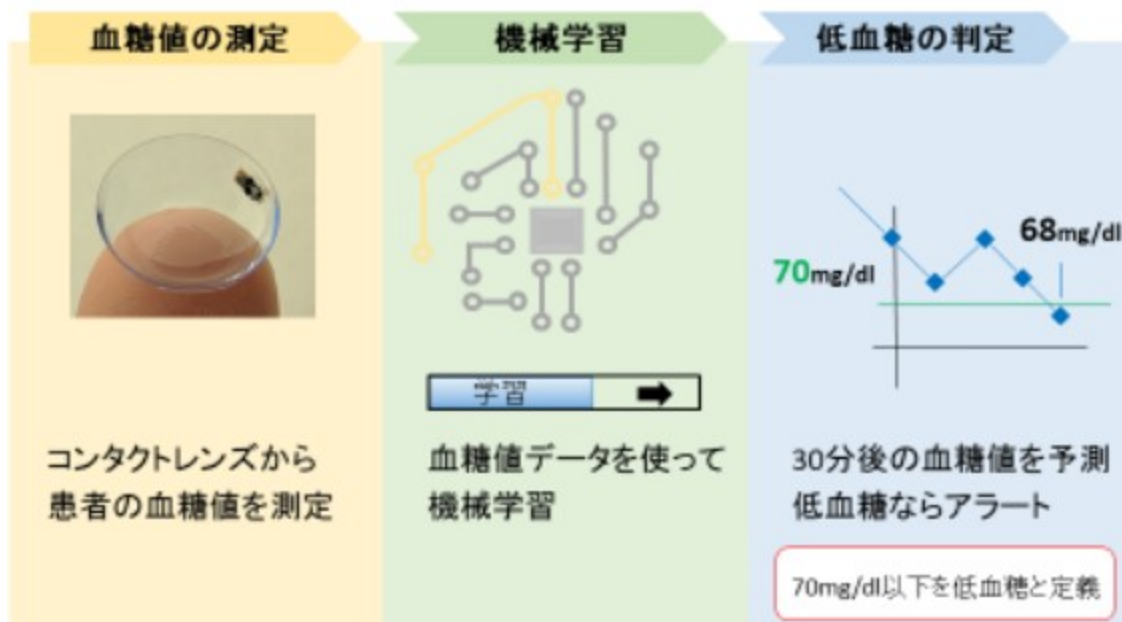 血糖値の測定
機械学習
低血糖の判定
68mg/dl
70mg/dl
学習
コンタクトレンズから
患者の血糖値を測定
血糖値データを使って
機械学習
30分後の血糖値を予測
低血糖ならアラート
70mg/dl以下を低血糖と定義